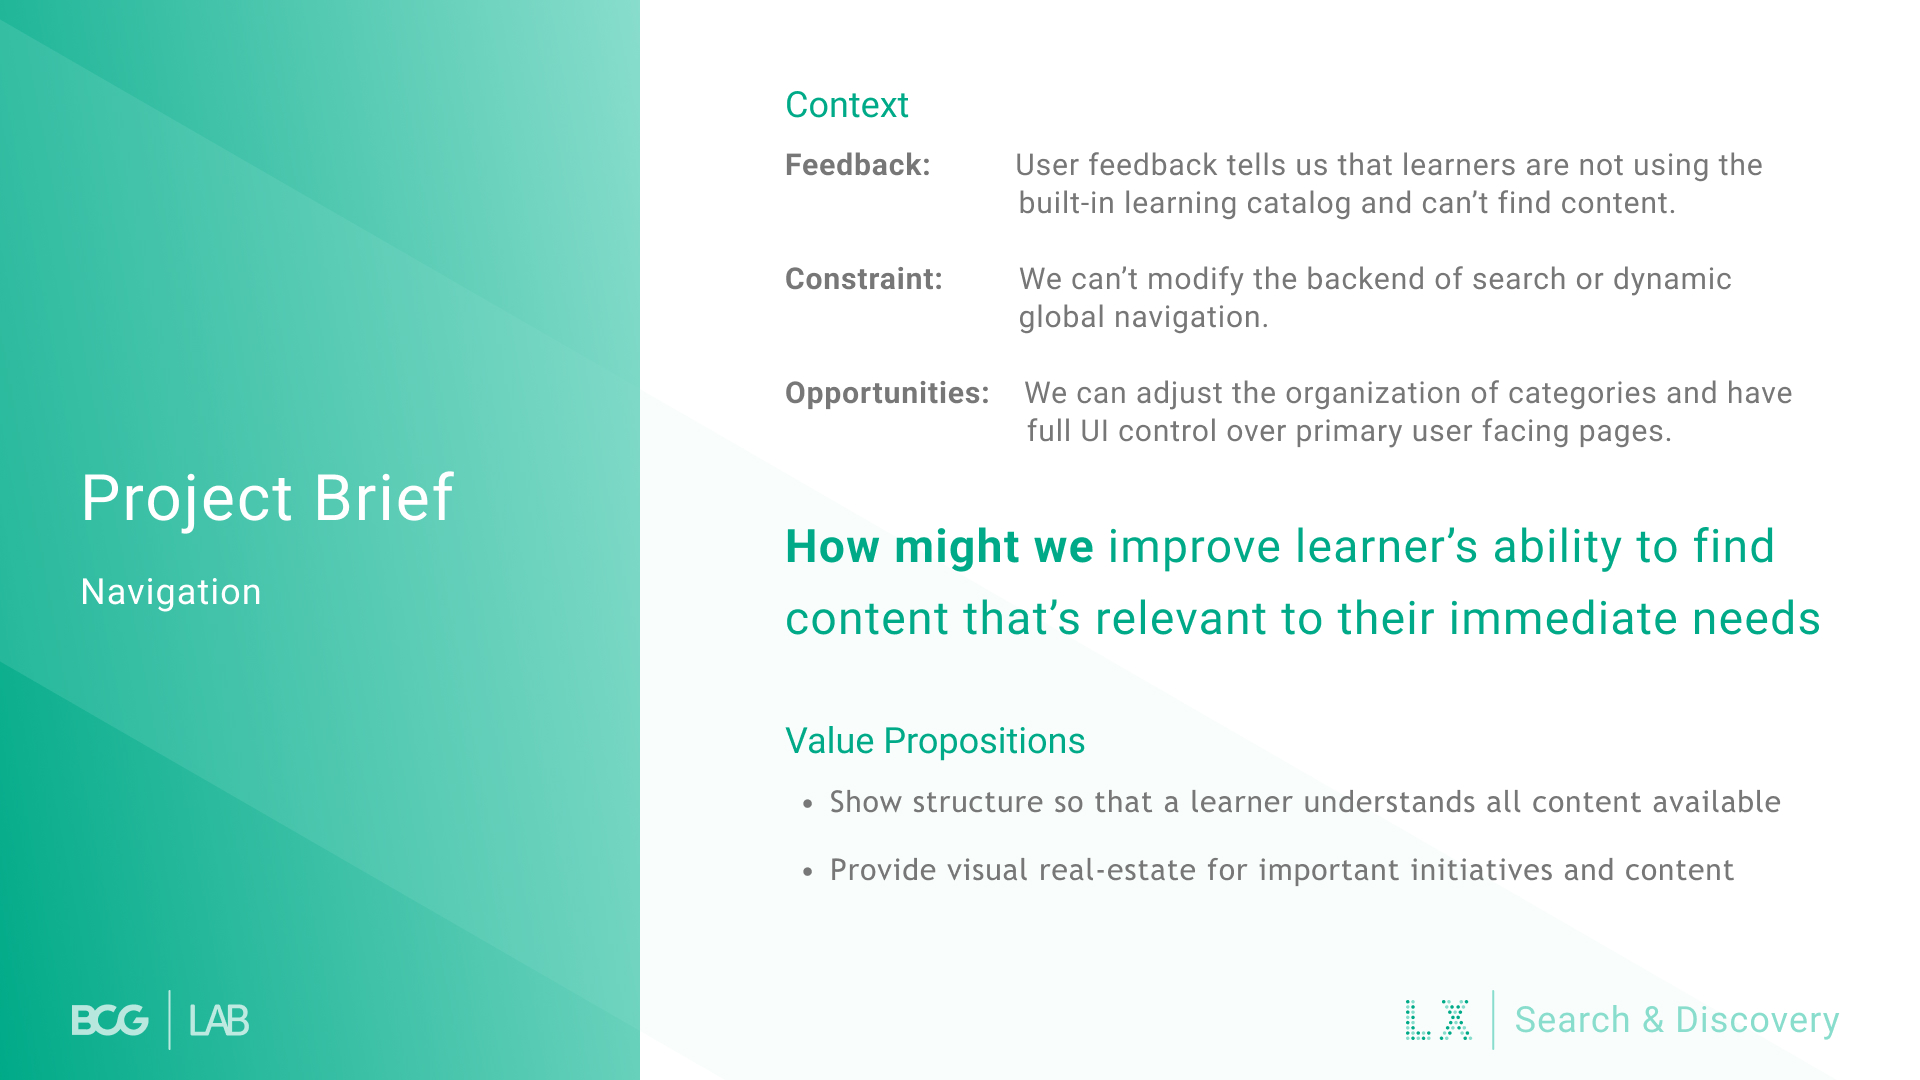 Project Brief
Navigation
BCG | LAB
Context
Feedback: User feedback tells us that learners are not using the
built-in learning catalog and can’t find content.
Constraint: We can’t modify the backend of search or dynamic
global navigation.
Opportunities: We can adjust the organization of categories and have
full UI control over primary user facing pages.
How might we improve learner’s ability to find
content that’s relevant to their immediate needs
Value Propositions
• Show structure so that a learner understands all content available
• Provide visual real-estate for important initiatives and content
LX | Search & Discovery